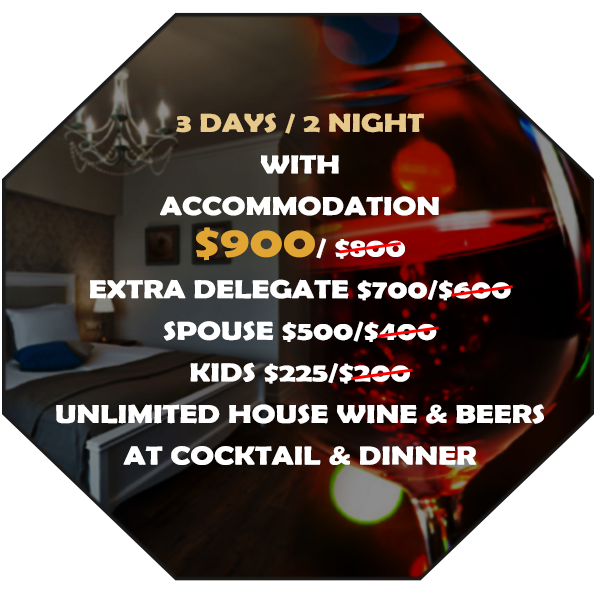 3 DAYS / 2 NIGHT
WITH
ACCOMMODATION
$900/ $800
EXTRA DELEGATE $700/$600
SPOUSE $500/$400
KIDS $225/$200
UNLIMITED HOUSE WINE & BEERS
AT COCKTAIL & DINNER